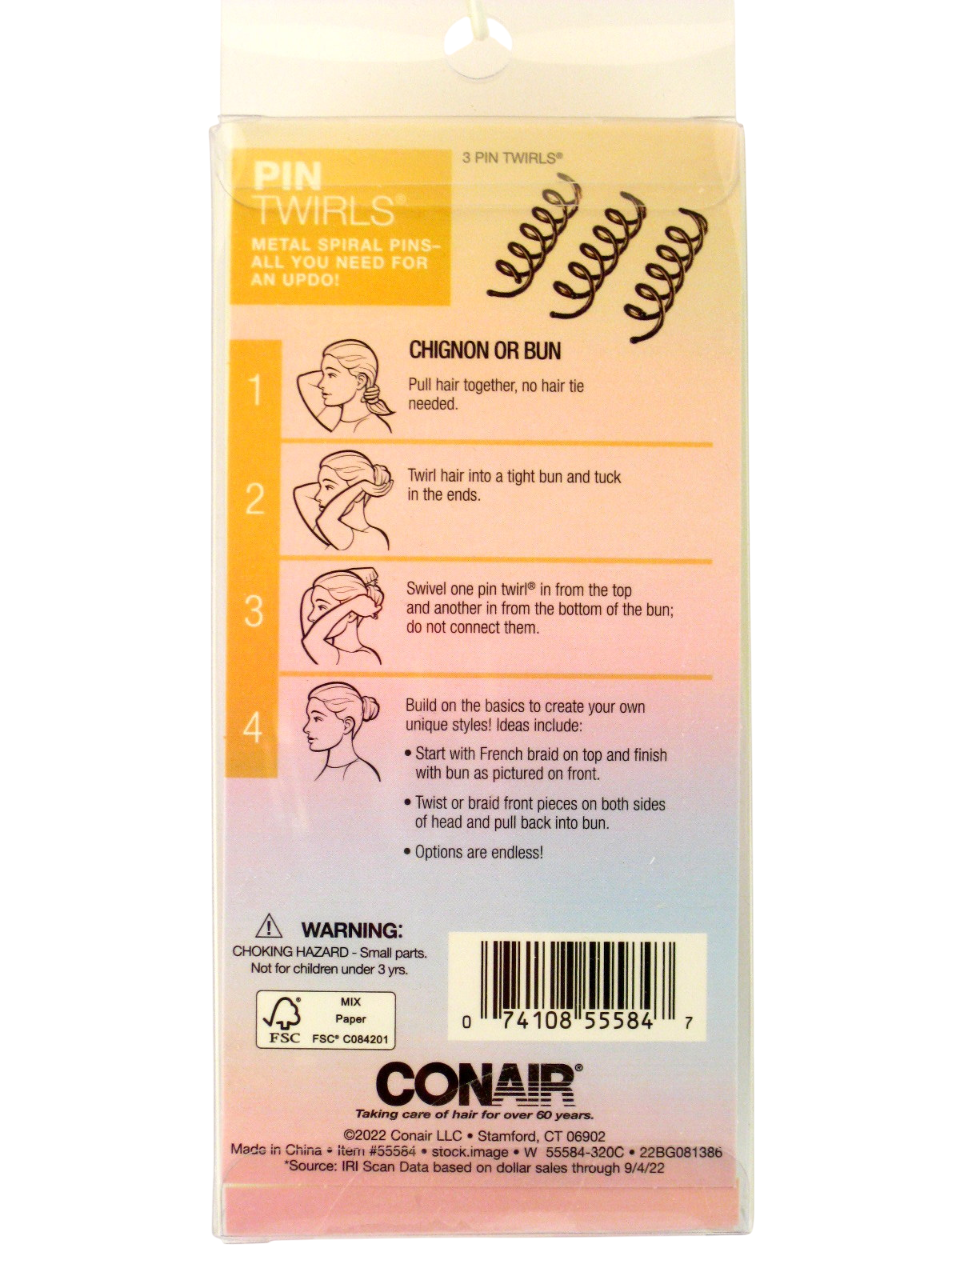 PIN
TWIRLS®
METAL SPIRAL PINS–
ALL YOU NEED FOR
AN UPDO!
3 PIN TWIRLS®
CHIGNON OR BUN
1
Pull hair together, no hair tie
needed.
2
Twirl hair into a tight bun and tuck
in the ends.
3
Swivel one pin twirl® in from the top
and another in from the bottom of the bun;
do not connect them.
4
Build on the basics to create your own
unique styles! Ideas include:
• Start with French braid on top and finish
with bun as pictured on front.
• Twist or braid front pieces on both sides
of head and pull back into bun.
• Options are endless!
WARNING:
CHOKING HAZARD - Small parts.
Not for children under 3 yrs.
FSC®
MIX
Paper
FSC® C084201
0 74108 55584 7
CONAIR®
Taking care of hair for over 60 years.
©2022 Conair LLC • Stamford, CT 06902
Made in China • Item #55584 • stock.image • W 55584-320C • 22BG081386
*Source: IRI Scan Data based on dollar sales through 9/4/22